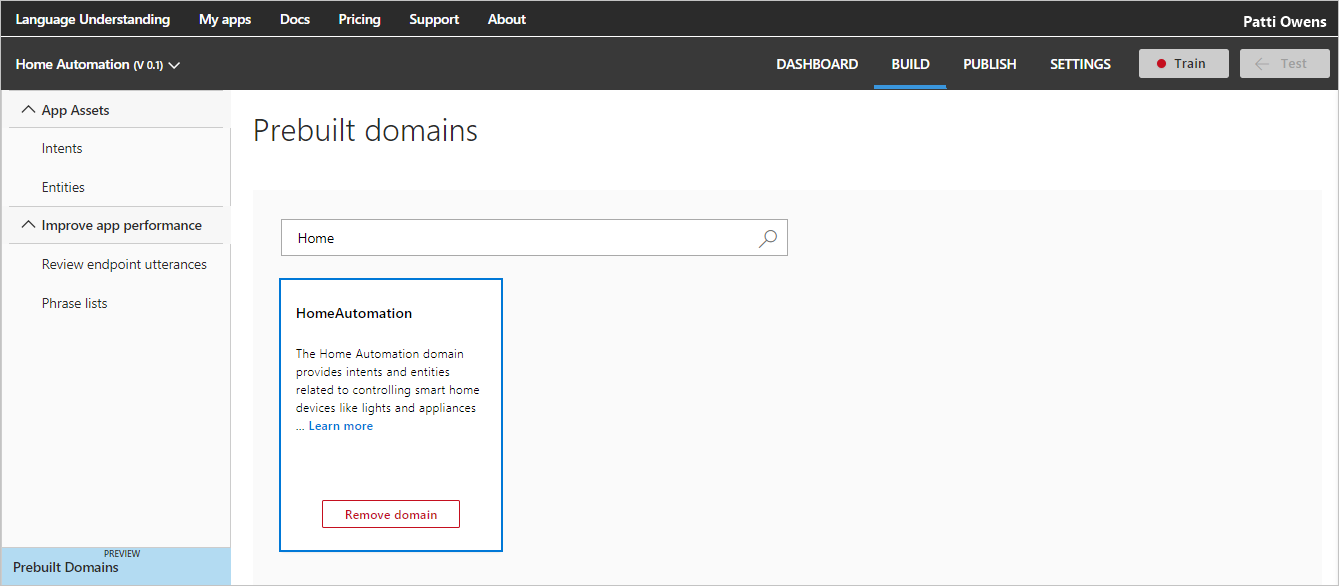 Language Understanding My apps Docs Pricing Support About Patti Owens
Home Automation (V 0.1) DASHBOARD BUILD PUBLISH SETTINGS Train Test
App Assets
Intents
Entities
Improve app performance
Review endpoint utterances
Phrase lists
PREVIEW
Prebuilt Domains
Prebuilt domains
Home
HomeAutomation
The Home Automation domain
provides intents and entities
related to controlling smart home
devices like lights and appliances
... Learn more
Remove domain